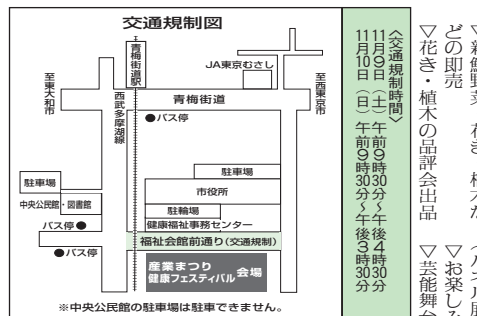 交通規制図
青梅街道駅
JA東京むさし
至東大和市
西武多摩湖線
青梅街道
至西東京市
●バス停
駐車場
駐車場
市役所
中央公民館・図書館
駐輪場
バス停●
健康福祉事務センター
福祉会館前通り(交通規制)
●バス停
産業まつり
健康フェスティバル
会場
※中央公民館の駐車場は駐車できません。
〈交通規制時間〉
11月9日(土)午前9時30分~午後4時30分
11月10日(日)午前9時30分~午後3時30分
どの即売
▽花き・植木の品評会出品
▽お楽しみ
▽芸能舞台